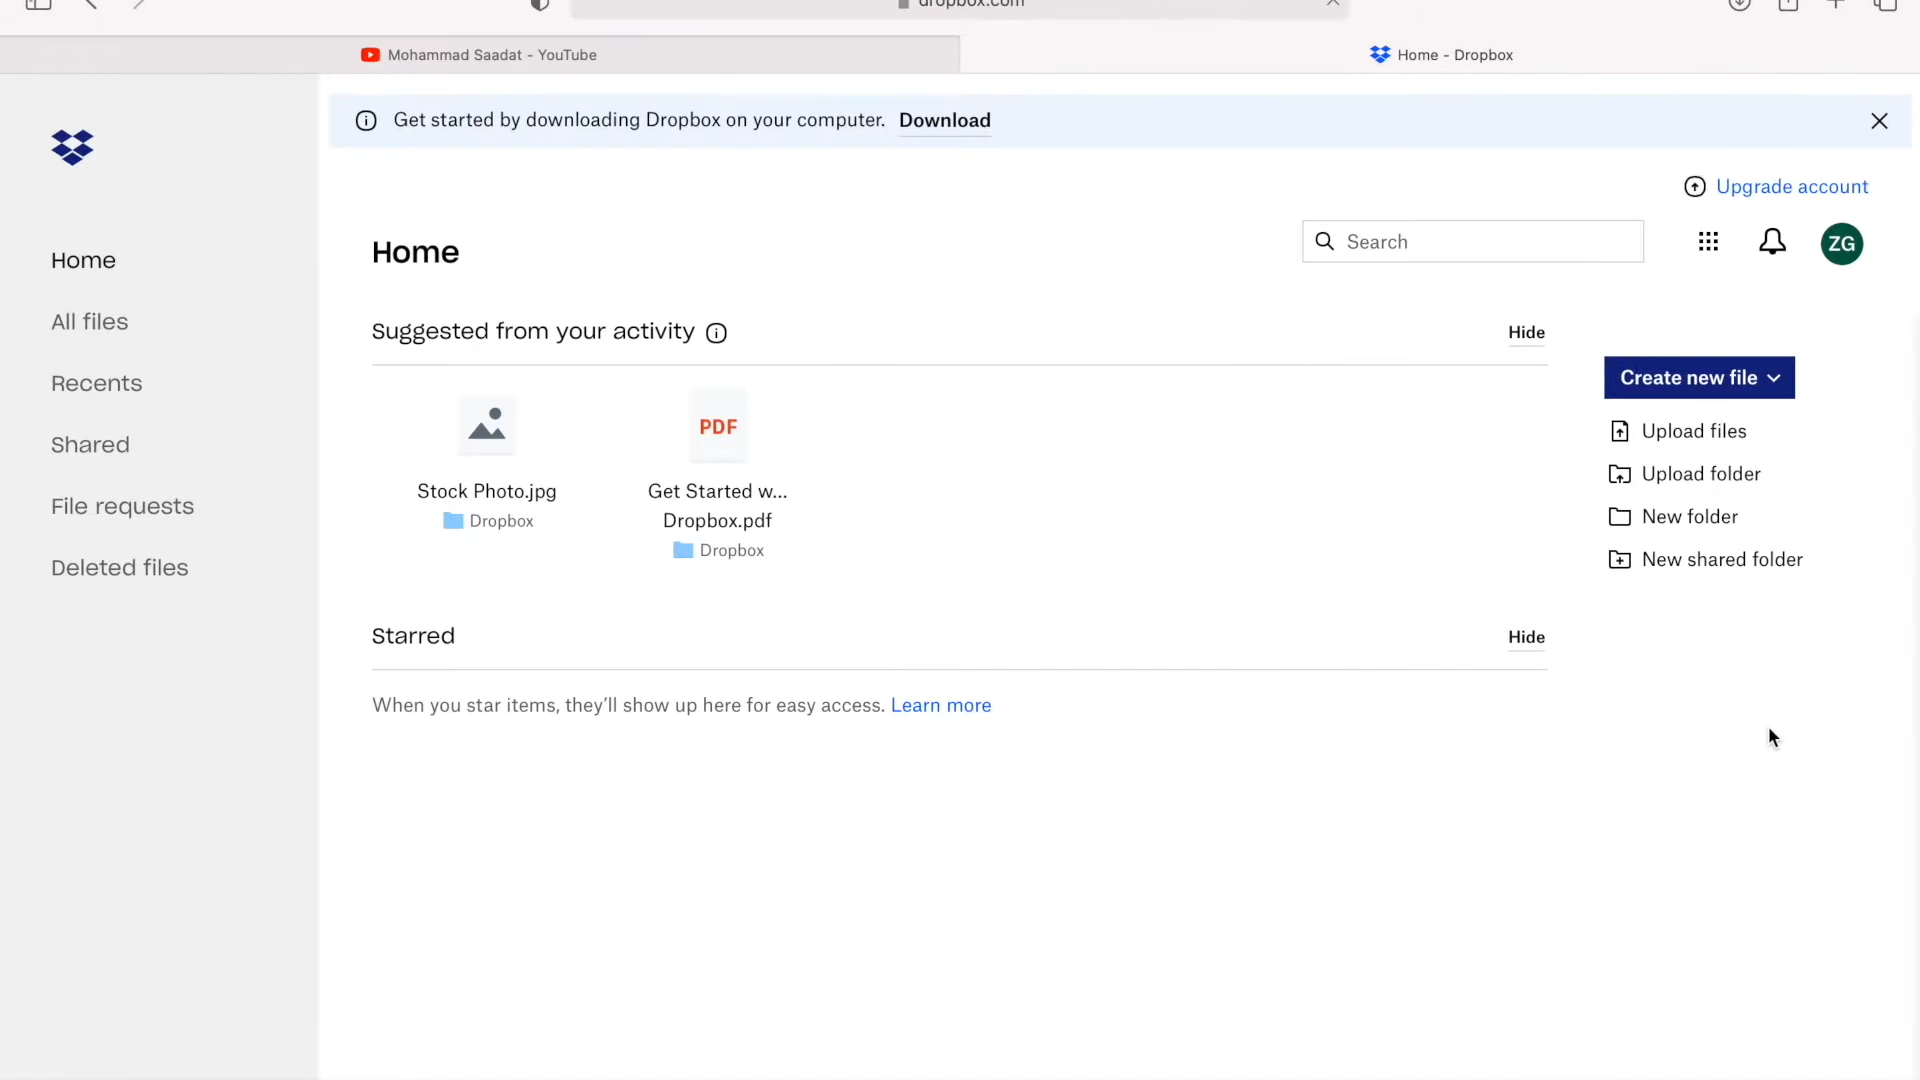 dropbox.com
Mohammad Saadat - YouTube
Home - Dropbox
Get started by downloading Dropbox on your computer. Download
Upgrade account
Home
Search
ZG
Home
All files
Recents
Shared
File requests
Deleted files
Suggested from your activity
Hide
PDF
Stock Photo.jpg
Dropbox
Get Started w...
Dropbox.pdf
Dropbox
Create new file
Upload files
Upload folder
New folder
New shared folder
Starred
Hide
When you star items, they’ll show up here for easy access. Learn more